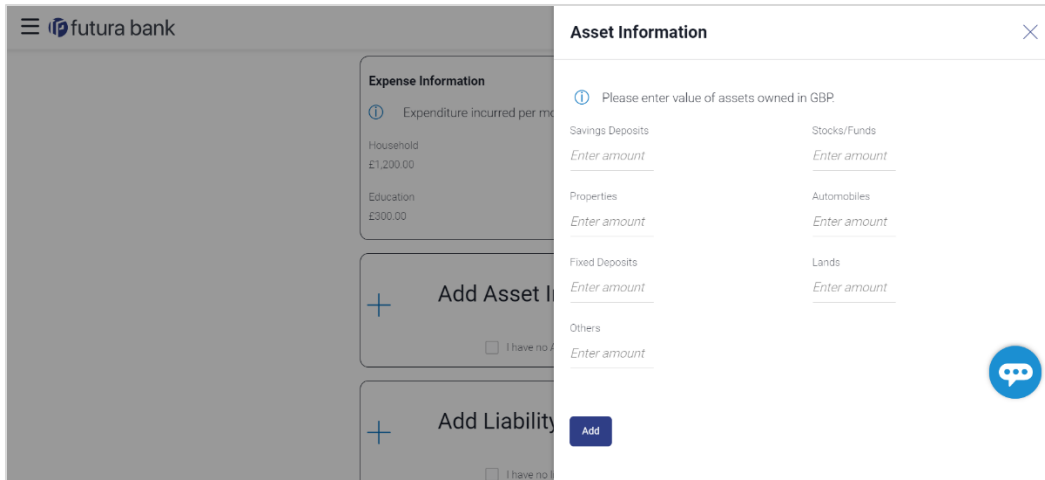 futura bank
Expense Information
Expenditure incurred per mo
Household
£1,200.00
Education
£300.00
Add Asset I
I have no
Add Liability
I have no
Asset Information
Please enter value of assets owned in GBP.
Savings Deposits Stocks/Funds
Enter amount Enter amount
Properties Automobiles
Enter amount Enter amount
Fixed Deposits Lands
Enter amount Enter amount
Others
Enter amount
Add